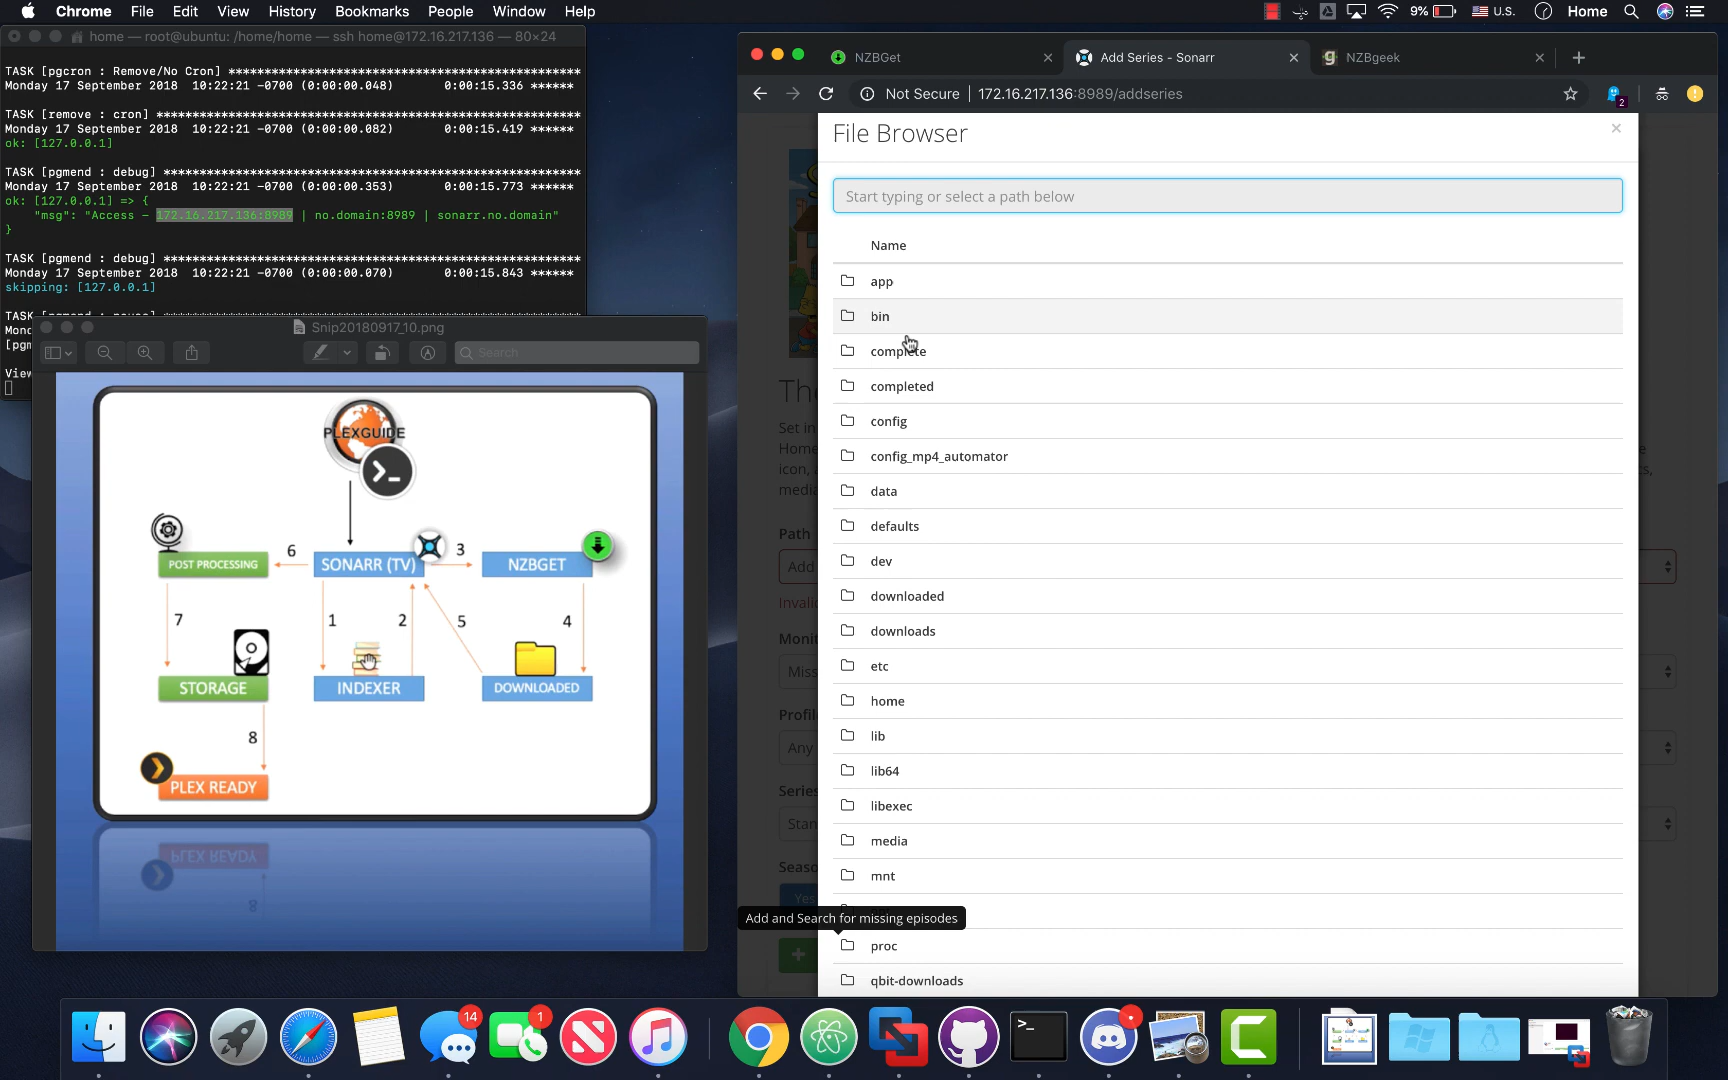 Chrome File Edit View History Bookmarks People Window Help
9% U.S. Home
home — root@ubuntu: /home/home — ssh home@172.16.217.136 — 80×24
TASK [pgcron : Remove/No Cron] *************************************************
Monday 17 September 2018  10:22:21 -0700 (0:00:00.048)       0:00:15.336 ******
TASK [remove : cron] ***********************************************************
Monday 17 September 2018  10:22:21 -0700 (0:00:00.082)       0:00:15.419 ******
ok: [127.0.0.1]
TASK [pgmend : debug] **********************************************************
Monday 17 September 2018  10:22:21 -0700 (0:00:00.353)       0:00:15.773 ******
ok: [127.0.0.1] => {
"msg": "Access - 172.16.217.136:8989 | no.domain:8989 | sonarr.no.domain"
}
TASK [pgmend : debug] **********************************************************
Monday 17 September 2018  10:22:21 -0700 (0:00:00.070)       0:00:15.843 ******
skipping: [127.0.0.1]
Snip20180917_10.png
Search
PLEXGUIDE
POST PROCESSING
6
SONARR (TV)
3
NZBGET
7
1
2
5
4
STORAGE
INDEXER
DOWNLOADED
8
PLEX READY
NZBGet
Add Series - Sonarr
NZBgeek
Not Secure | 172.16.217.136:8989/addseries
2
File Browser
Start typing or select a path below
Name
app
bin
complete
completed
config
config_mp4_automator
data
defaults
dev
downloaded
downloads
etc
home
lib
lib64
libexec
media
mnt
proc
qbit-downloads
Set in
Path
Add
Any
Yes
Add and Search for missing episodes
14
1